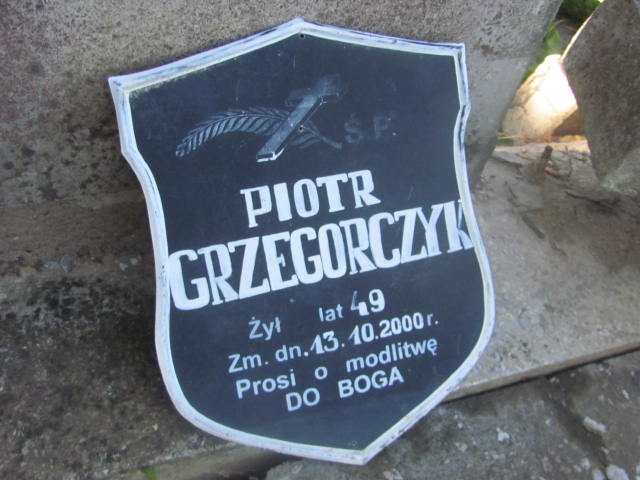 Ś.P.
PIOTR
GRZEGORCZYK
Żył lat 49
Zm. dn. 13.10.2000 r.
Prosi o modlitwę
DO BOGA